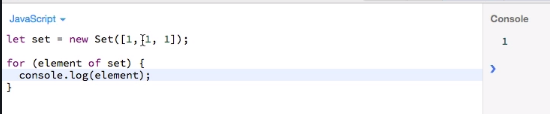 JavaScript
Console
let set = new Set([1, 1, 1]);
1
for (element of set) {
console.log(element);
}